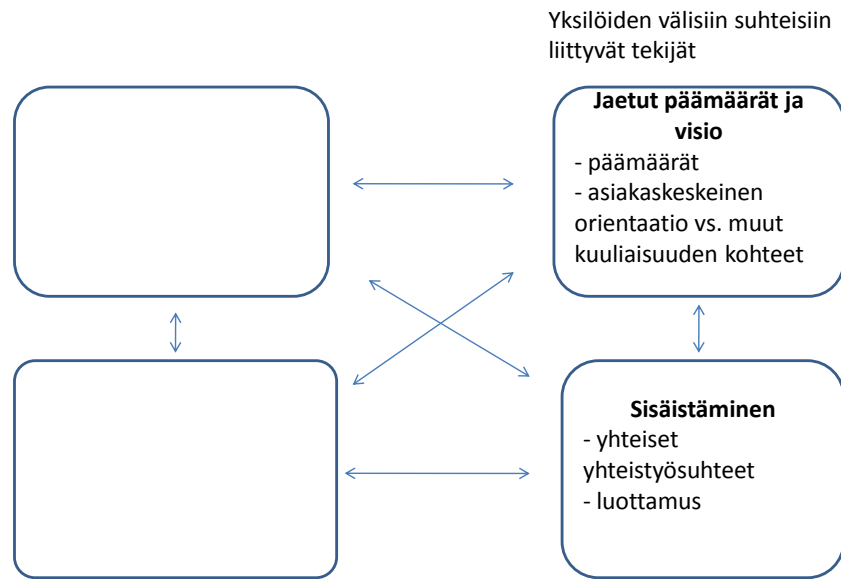 Yksilöiden välisiin suhteisiin
liittyvät tekijät
Jaetut päämäärät ja
visio
- päämäärät
- asiakaskeskeinen
orientaatio vs. muut
kuuliaisuuden kohteet
Sisäistäminen
- yhteiset
yhteistyösuhteet
- luottamus